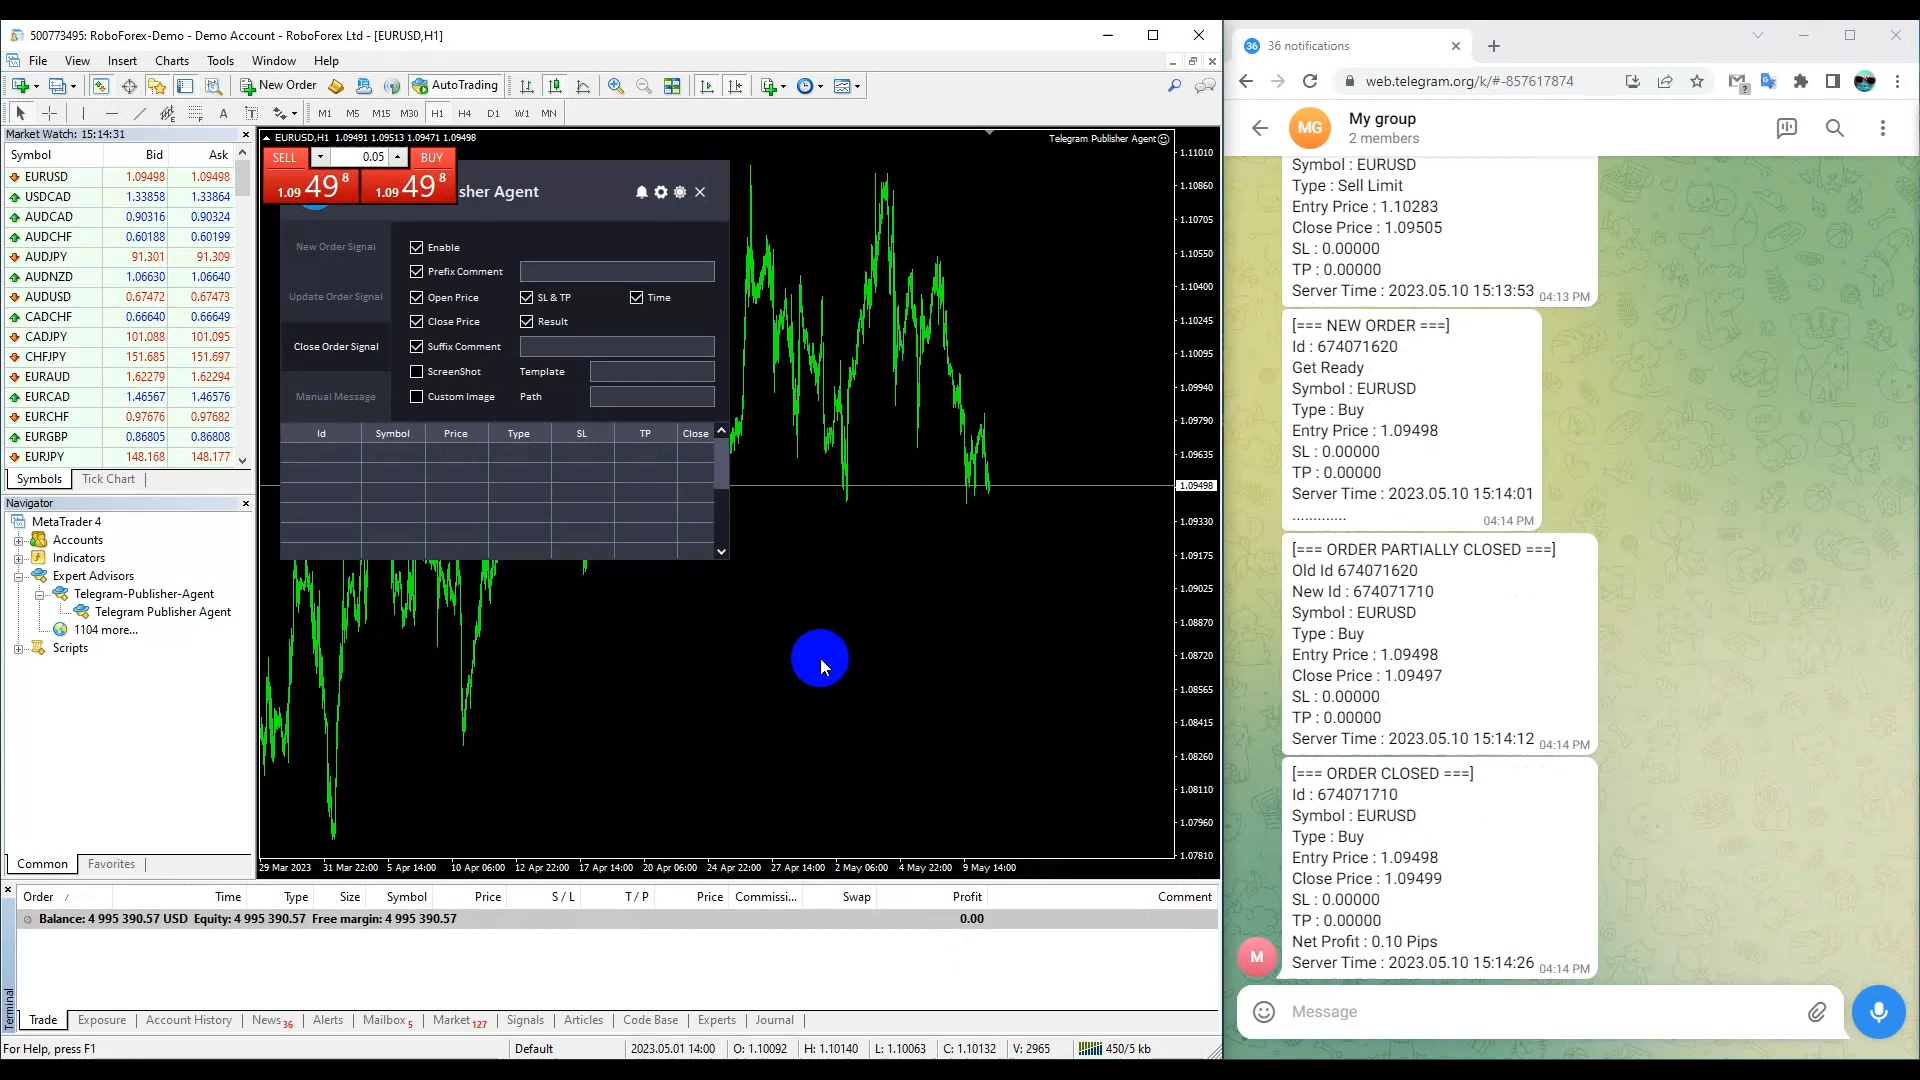 500773495: RoboForex-Demo - Demo Account - RoboForex Ltd - [EURUSD,H1]
File View Insert Charts Tools Window Help
New Order AutoTrading
A T M1 M5 M15 M30 H1 H4 D1 W1 MN
Market Watch: 15:14:31
Symbol Bid Ask
EURUSD 1.09498 1.09498
USDCAD 1.33858 1.33864
AUDCAD 0.90316 0.90324
AUDCHF 0.60188 0.60199
AUDJPY 91.301 91.309
AUDNZD 1.06630 1.06640
AUDUSD 0.67472 0.67473
CADCHF 0.66640 0.66649
CADJPY 101.088 101.095
CHFJPY 151.685 151.697
EURAUD 1.62279 1.62294
EURCAD 1.46567 1.46576
EURCHF 0.97676 0.97682
EURGBP 0.86805 0.86808
EURJPY 148.168 148.177
Symbols Tick Chart
Navigator
MetaTrader 4
Accounts
Indicators
Expert Advisors
Telegram-Publisher-Agent
Telegram Publisher Agent
1104 more...
Scripts
Common Favorites
EURUSD,H1 1.09491 1.09513 1.09471 1.09498
Telegram Publisher Agent
SELL 0.05 BUY
1.09 49 8 1.09 49 8
sher Agent
New Order Signal
Update Order Signal
Close Order Signal
Manual Message
Enable
Prefix Comment
Open Price SL & TP Time
Close Price Result
Suffix Comment
ScreenShot Template
Custom Image Path
Id Symbol Price Type SL TP Close
1.11010
1.10860
1.10705
1.10550
1.10400
1.10245
1.10095
1.09940
1.09790
1.09635
1.09498
1.09330
1.09175
1.09025
1.08870
1.08720
1.08565
1.08415
1.08260
1.08110
1.07960
1.07810
29 Mar 2023 31 Mar 22:00 5 Apr 14:00 10 Apr 06:00 12 Apr 22:00 17 Apr 14:00 20 Apr 06:00 24 Apr 22:00 27 Apr 14:00 2 May 06:00 4 May 22:00 9 May 14:00
Order / Time Type Size Symbol Price S / L T / P Price Commissi... Swap Profit Comment
Balance: 4 995 390.57 USD Equity: 4 995 390.57 Free margin: 4 995 390.57 0.00
Terminal
Trade Exposure Account History News 36 Alerts Mailbox 5 Market 127 Signals Articles Code Base Experts Journal
For Help, press F1 Default 2023.05.01 14:00 O: 1.10092 H: 1.10140 L: 1.10063 C: 1.10132 V: 2965 450/5 kb
36 36 notifications
web.telegram.org/k/#-857617874
MG My group
2 members
Symbol : EURUSD
Type : Sell Limit
Entry Price : 1.10283
Close Price : 1.09505
SL : 0.00000
TP : 0.00000
Server Time : 2023.05.10 15:13:53 04:13 PM
[=== NEW ORDER ===]
Id : 674071620
Get Ready
Symbol : EURUSD
Type : Buy
Entry Price : 1.09498
SL : 0.00000
TP : 0.00000
Server Time : 2023.05.10 15:14:01
............. 04:14 PM
[=== ORDER PARTIALLY CLOSED ===]
Old Id 674071620
New Id : 674071710
Symbol : EURUSD
Type : Buy
Entry Price : 1.09498
Close Price : 1.09497
SL : 0.00000
TP : 0.00000
Server Time : 2023.05.10 15:14:12 04:14 PM
[=== ORDER CLOSED ===]
Id : 674071710
Symbol : EURUSD
Type : Buy
Entry Price : 1.09498
Close Price : 1.09499
SL : 0.00000
TP : 0.00000
Net Profit : 0.10 Pips
M
Server Time : 2023.05.10 15:14:26 04:14 PM
Message